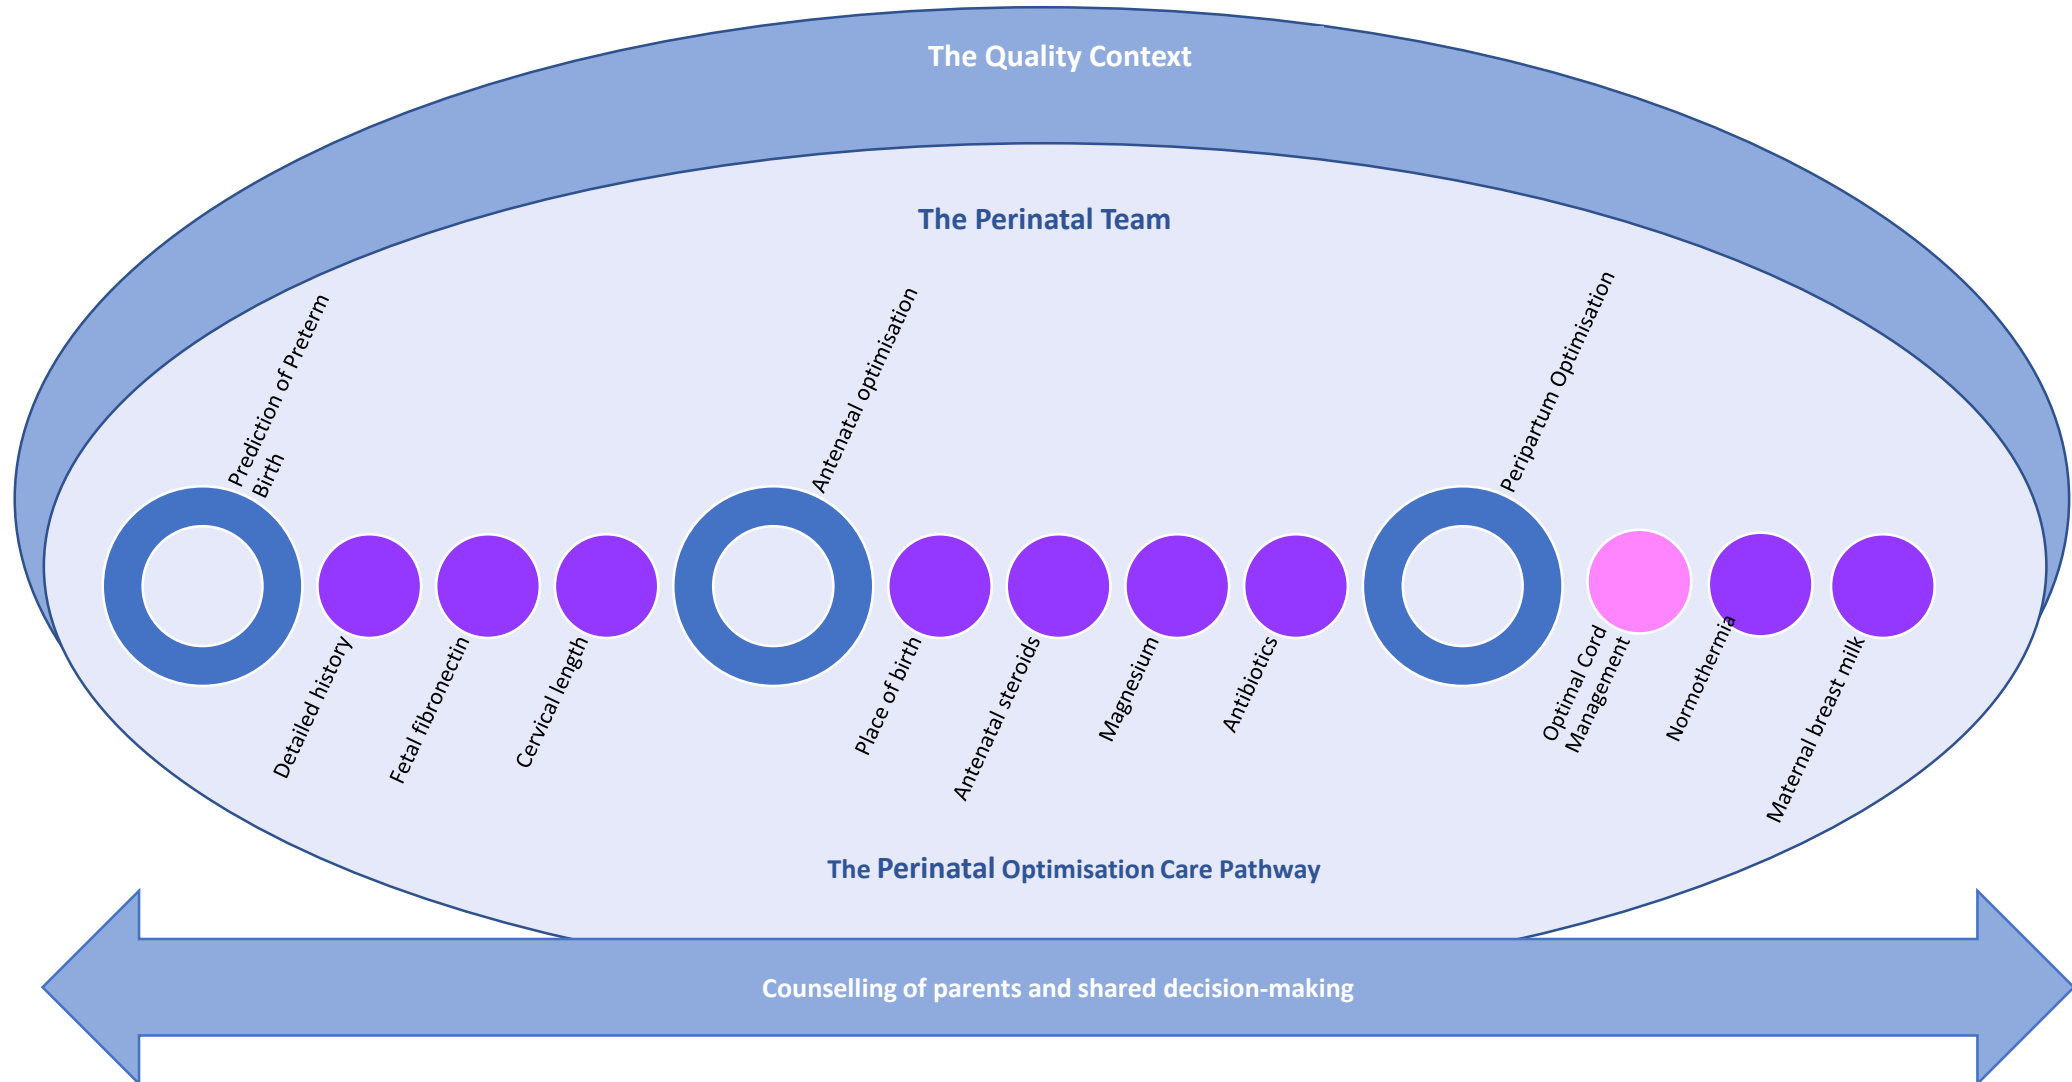 The Quality Context
The Perinatal Team
Prediction of Preterm
Birth
Antenatal optimisation
Peripartum Optimisation
Detailed history
Fetal fibronectin
Cervical length
Place of birth
Antenatal steroids
Magnesium
Antibiotics
Optimal Cord
Management
Normothermia
Maternal breast milk
The Perinatal Optimisation Care Pathway
Counselling of parents and shared decision-making